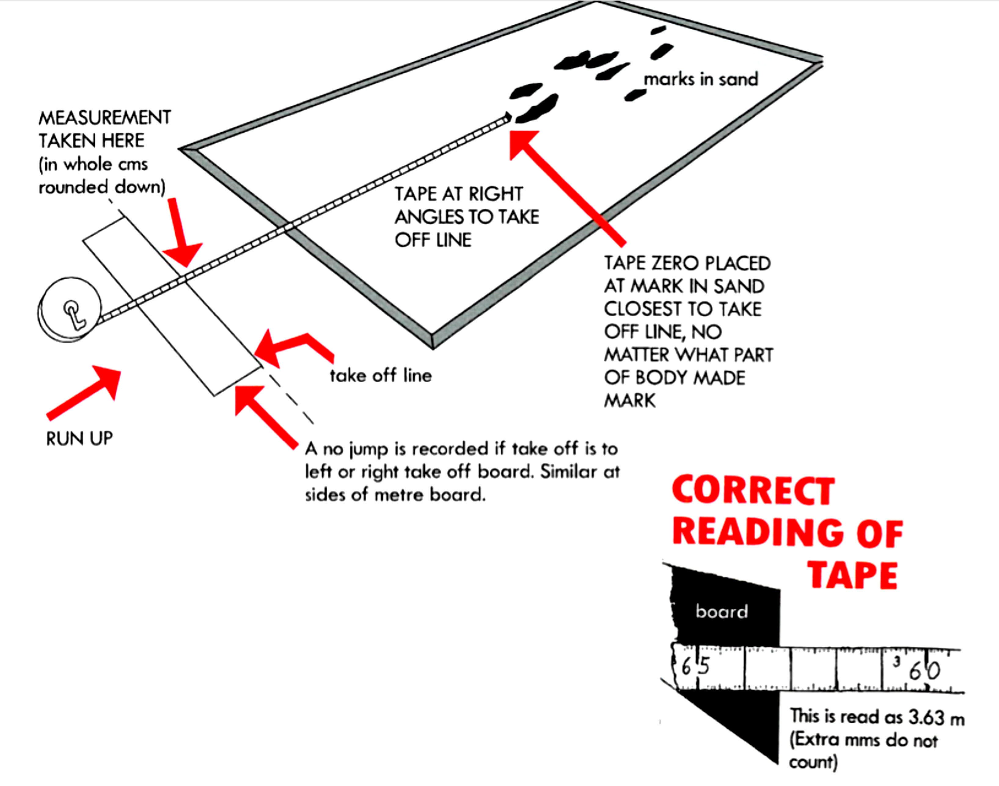 marks in sand
MEASUREMENT
TAKEN HERE
(in whole cms
rounded down)
TAPE AT RIGHT
ANGLES TO TAKE
OFF LINE
TAPE ZERO PLACED
AT MARK IN SAND
CLOSEST TO TAKE
OFF LINE, NO
MATTER WHAT PART
OF BODY MADE
MARK
take off line
RUN UP
A no jump is recorded if take off is to
left or right take off board. Similar at
sides of metre board.
CORRECT
READING OF
TAPE
board
65
3 60
This is read as 3.63 m
(Extra mms do not
count)